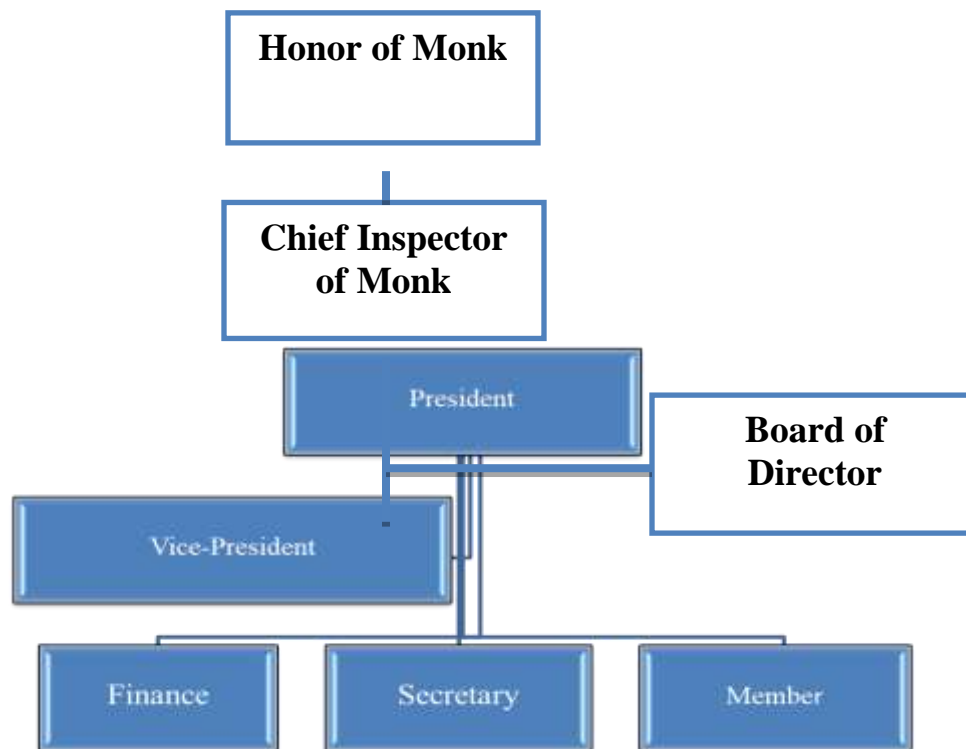 Honor of Monk
Chief Inspector
of Monk
President
Board of
Director
Vice-President
Finance
Secretary
Member